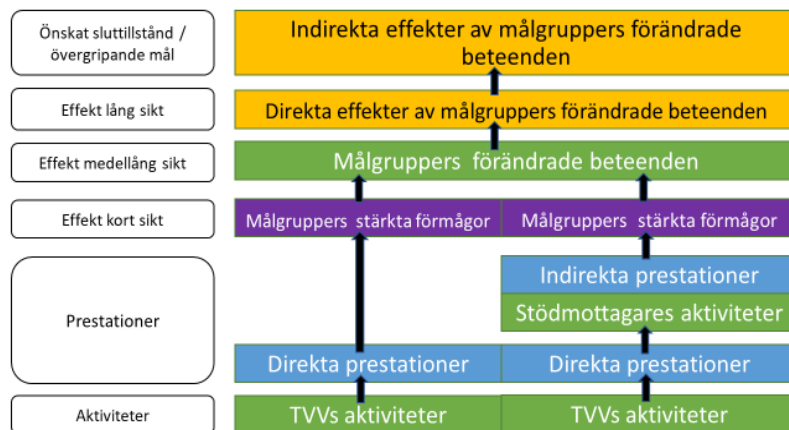 Önskat sluttillstånd /
övergripande mål
Indirekta effekter av målgruppers förändrade
beteenden
Effekt lång sikt
Direkta effekter av målgruppers förändrade beteenden
Effekt medellång sikt
Målgruppers förändrade beteenden
Effekt kort sikt
Målgruppers stärkta förmågor
Målgruppers stärkta förmågor
Prestationer
Indirekta prestationer
Stödmottagares aktiviteter
Direkta prestationer
Direkta prestationer
Aktiviteter
TVVs aktiviteter
TVVs aktiviteter